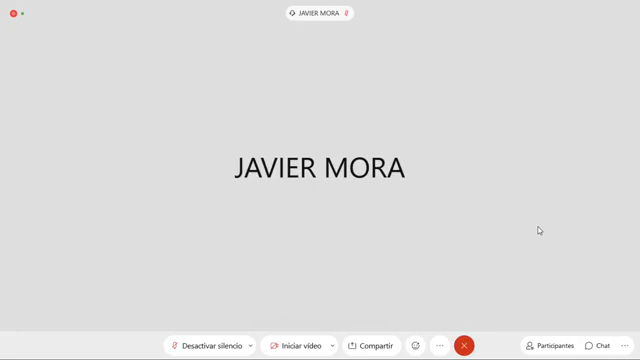 JAVIER MORA
JAVIER MORA
Desactivar silencio
Iniciar vídeo
Compartir
Participantes
Chat